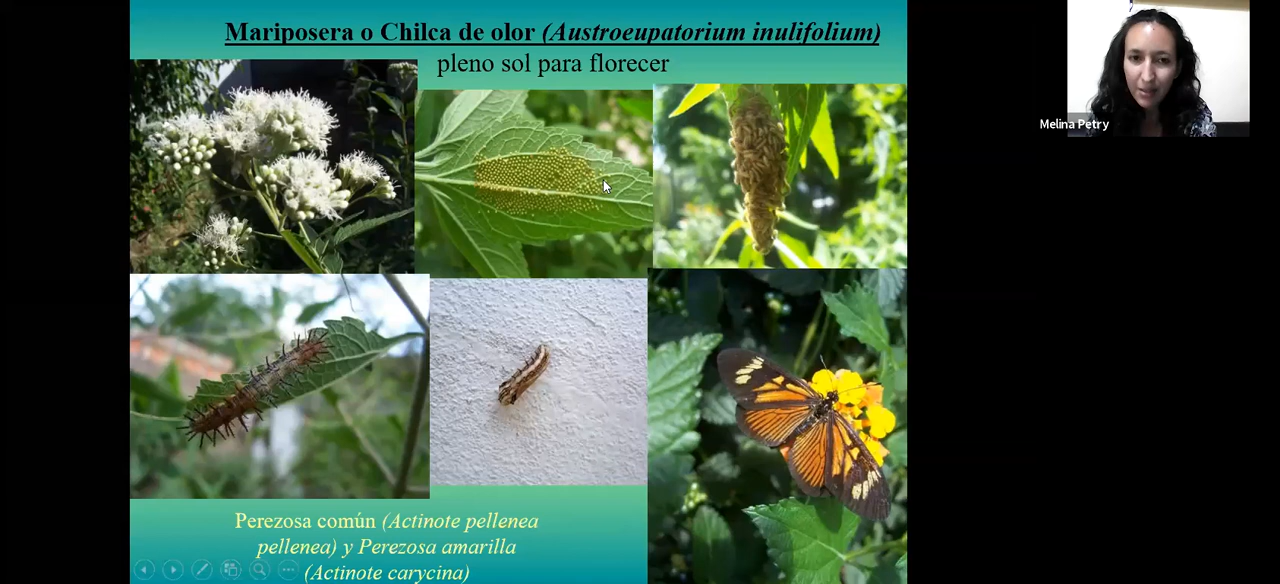 Mariposera o Chilca de olor (Austroeupatorium inulifolium)
pleno sol para florecer
Melina Petry
Perezosa común (Actinote pellenea
pellenea) y Perezosa amarilla
(Actinote carycina)